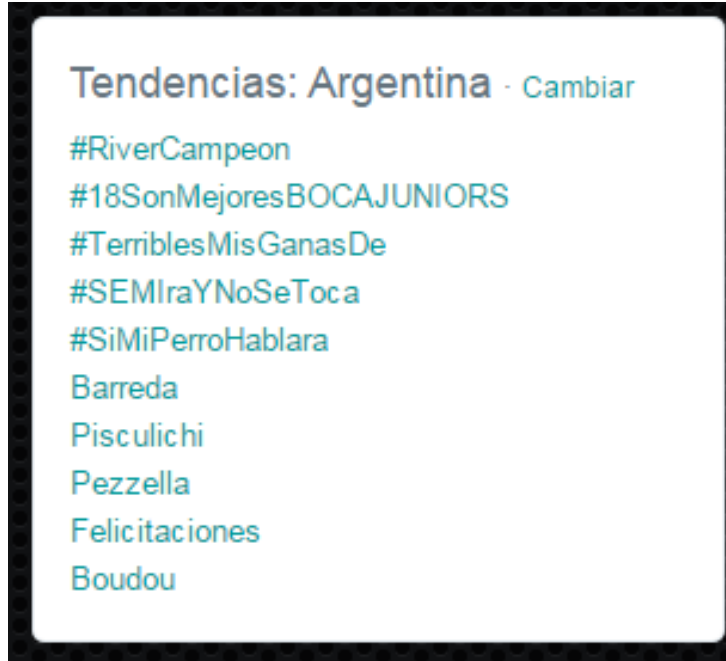 Tendencias: Argentina · Cambiar
#RiverCampeon
#18SonMejoresBOCAJUNIORS
#TerriblesMisGanasDe
#SEMIraYNoSeToca
#SiMiPerroHablara
Barreda
Pisculichi
Pezzella
Felicitaciones
Boudou